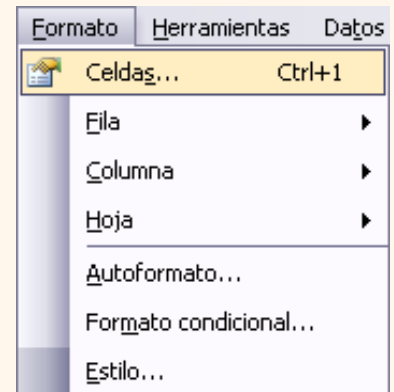 Formato Herramientas Datos
Celdas... Ctrl+1
Fila
Columna
Hoja
Autoformato...
Formato condicional...
Estilo...